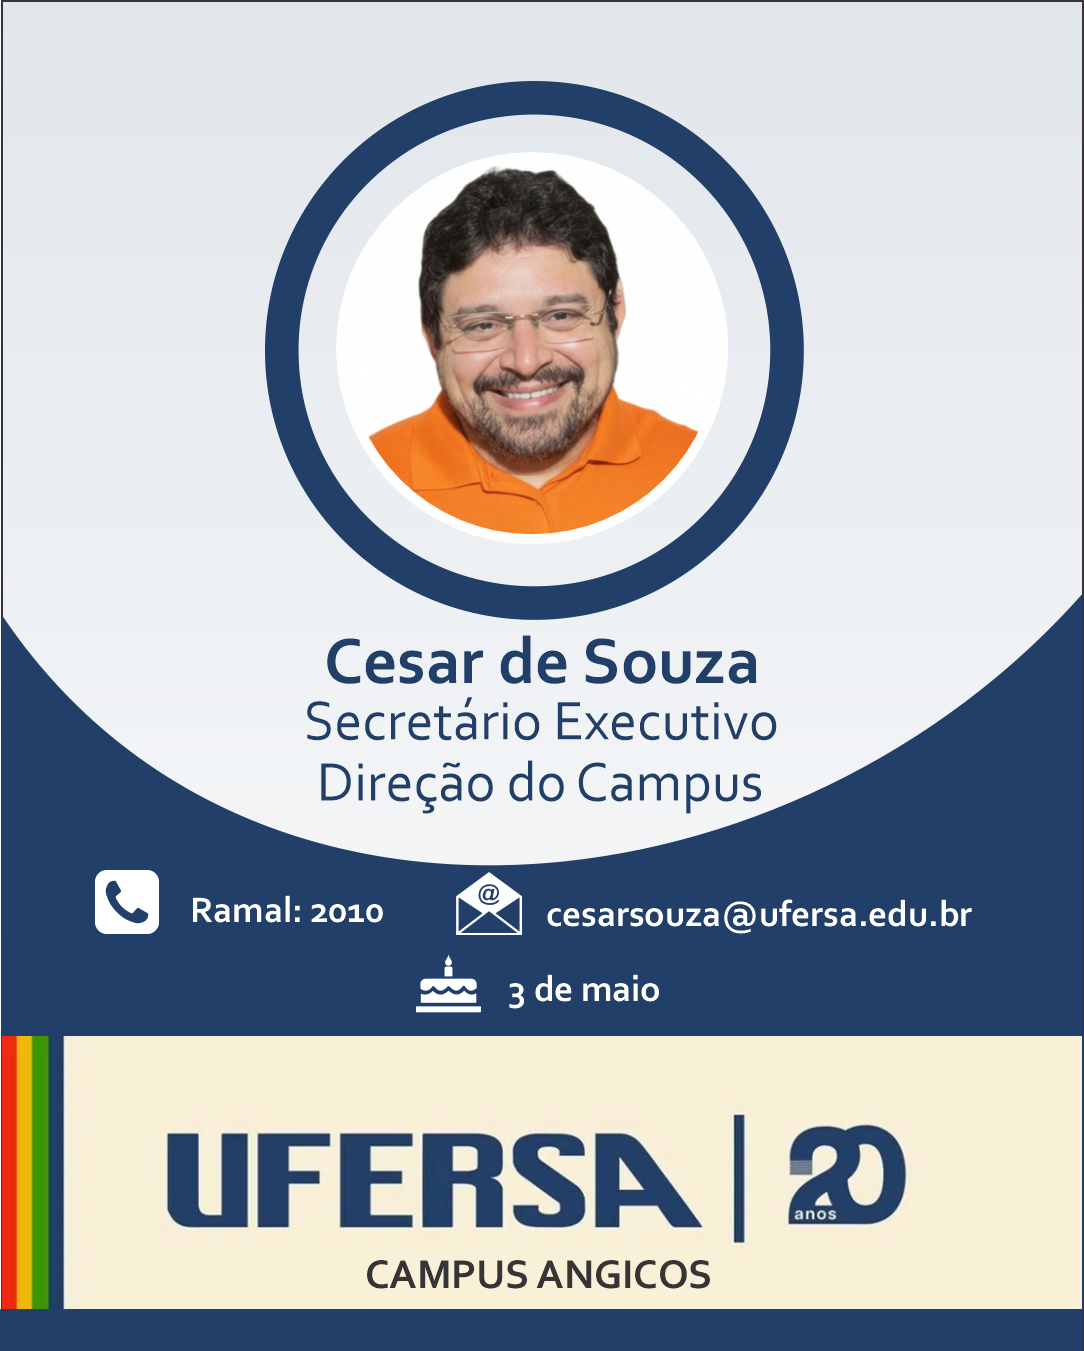 Cesar de Souza
Secretário Executivo
Direção do Campus
Ramal: 2010
@
cesarsouza@ufersa.edu.br
3 de maio
UFERSA
20
anos
CAMPUS ANGICOS